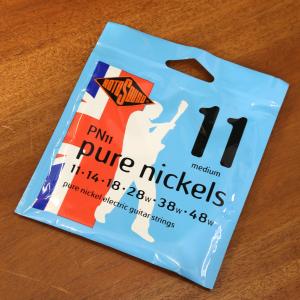 ROTOSOUND
PN11
11
pure nickels
medium
11·14·18·28w·38w·48w
pure nickel electric guitar strings